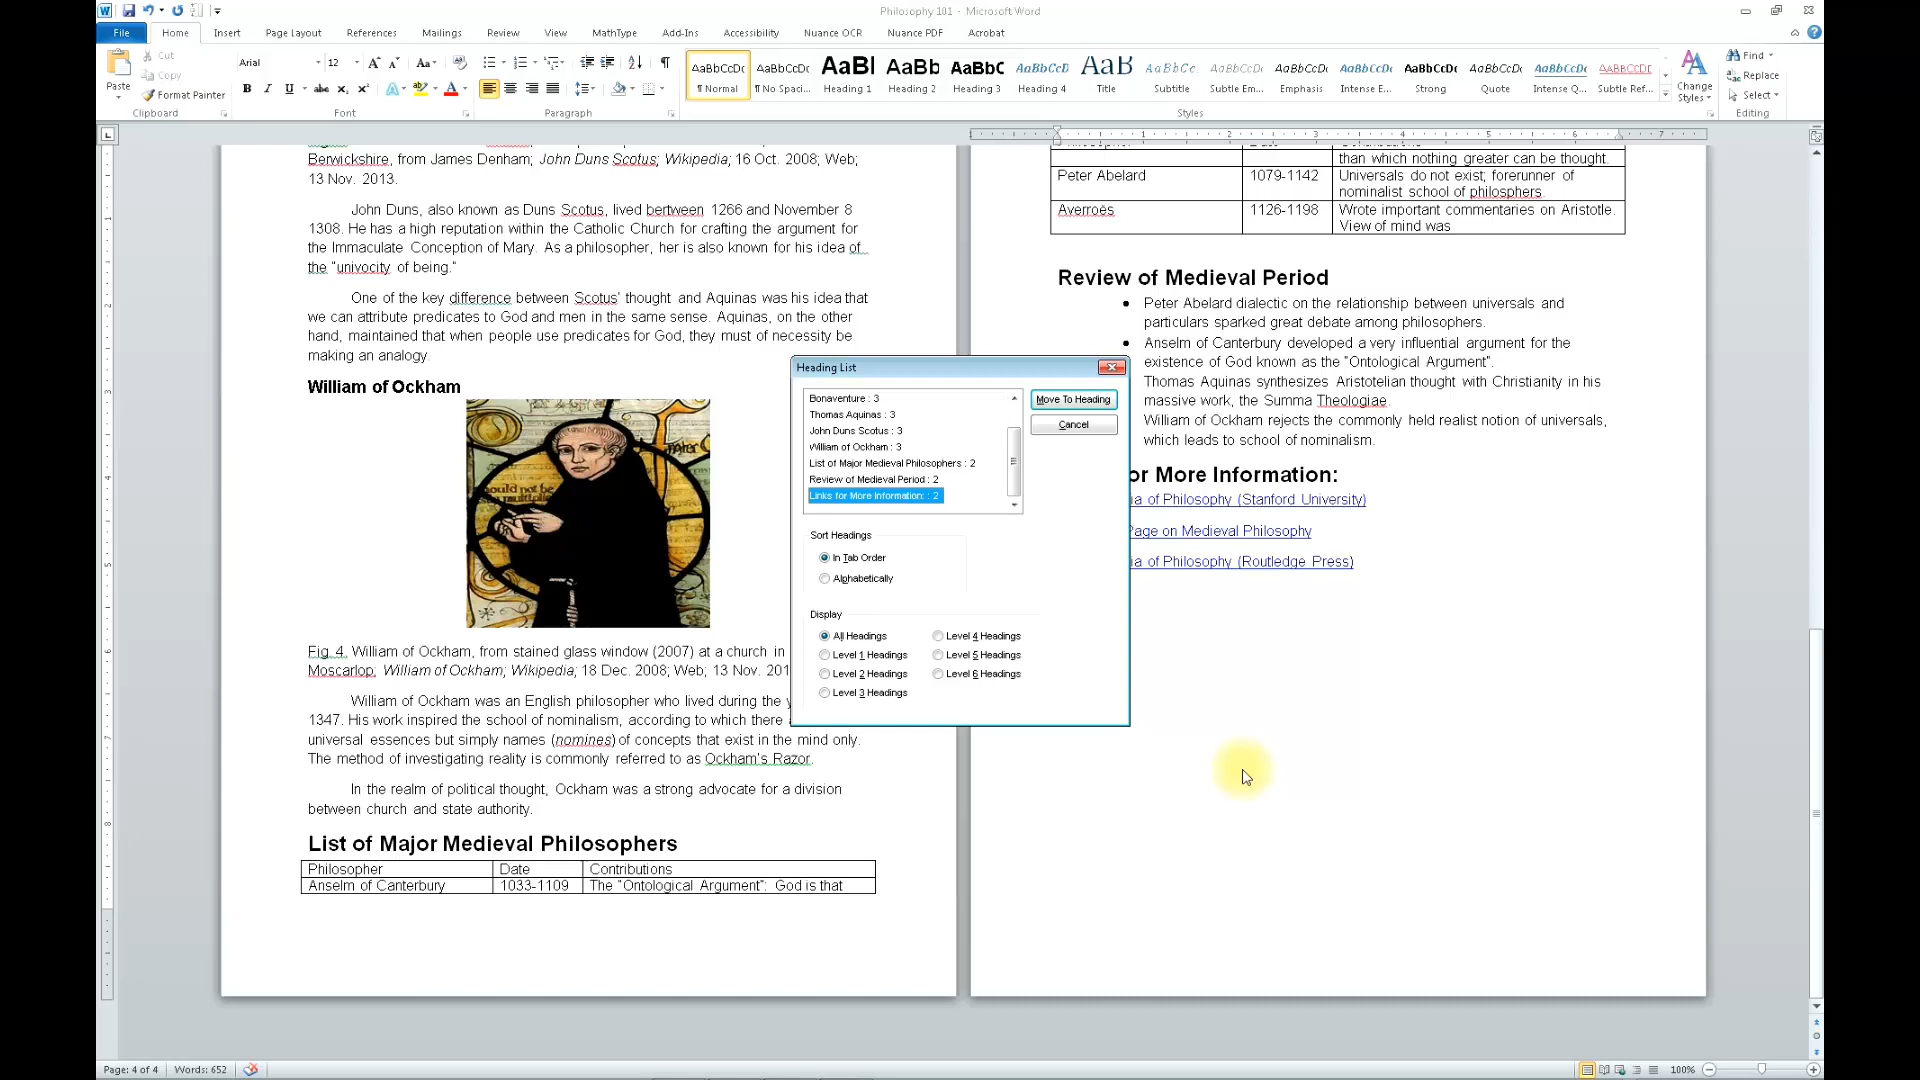 Philosophy 101 - Microsoft Word
File Home Insert Page Layout References Mailings Review View MathType Add-Ins Accessibility Nuance OCR Nuance PDF Acrobat
Paste
Cut
Copy
Format Painter
Clipboard
Arial 12
Font
Paragraph
AaBbCcDc AaBbCcDc AaBl AaBb AaBbC AaBbCcD AaB AaBbCc. AaBbCcDc AaBbCcDc AaBbCcDc AaBbCcDc AaBbCcDc AaBbCcDc AABBCCDC
¶ Normal ¶ No Spaci... Heading 1 Heading 2 Heading 3 Heading 4 Title Subtitle Subtle Em... Emphasis Intense E... Strong Quote Intense Q... Subtle Ref...
Styles
Change Styles
Find
Replace
Select
Editing
Berwickshire, from James Denham; John Duns Scotus; Wikipedia; 16 Oct. 2008; Web;
13 Nov. 2013.
John Duns, also known as Duns Scotus, lived bertween 1266 and November 8
1308. He has a high reputation within the Catholic Church for crafting the argument for
the Immaculate Conception of Mary. As a philosopher, her is also known for his idea of
the "univocity of being."
One of the key difference between Scotus' thought and Aquinas was his idea that
we can attribute predicates to God and men in the same sense. Aquinas, on the other
hand, maintained that when people use predicates for God, they must of necessity be
making an analogy.
William of Ockham
Fig. 4. William of Ockham, from stained glass window (2007) at a church in
Moscarlop; William of Ockham; Wikipedia; 18 Dec. 2008; Web; 13 Nov. 201
William of Ockham was an English philosopher who lived during the y
1347. His work inspired the school of nominalism, according to which there a
universal essences but simply names (nomines) of concepts that exist in the mind only.
The method of investigating reality is commonly referred to as Ockham's Razor.
In the realm of political thought, Ockham was a strong advocate for a division
between church and state authority.
List of Major Medieval Philosophers
Philosopher Date Contributions
Anselm of Canterbury 1033-1109 The "Ontological Argument": God is that
than which nothing greater can be thought.
Peter Abelard 1079-1142 Universals do not exist; forerunner of
nominalist school of philosphers.
Averroës 1126-1198 Wrote important commentaries on Aristotle.
View of mind was
Review of Medieval Period
• Peter Abelard dialectic on the relationship between universals and
particulars sparked great debate among philosophers.
• Anselm of Canterbury developed a very influential argument for the
existence of God known as the "Ontological Argument".
Thomas Aquinas synthesizes Aristotelian thought with Christianity in his
massive work, the Summa Theologiae.
William of Ockham rejects the commonly held realist notion of universals,
which leads to school of nominalism.
or More Information:
ia of Philosophy (Stanford University)
Page on Medieval Philosophy
ia of Philosophy (Routledge Press)
Heading List
Bonaventure : 3
Thomas Aquinas : 3
John Duns Scotus : 3
William of Ockham : 3
List of Major Medieval Philosophers : 2
Review of Medieval Period : 2
Links for More Information: : 2
Move To Heading
Cancel
Sort Headings
In Tab Order
Alphabetically
Display
All Headings
Level 1 Headings
Level 2 Headings
Level 3 Headings
Level 4 Headings
Level 5 Headings
Level 6 Headings
Page: 4 of 4 Words: 652 100%